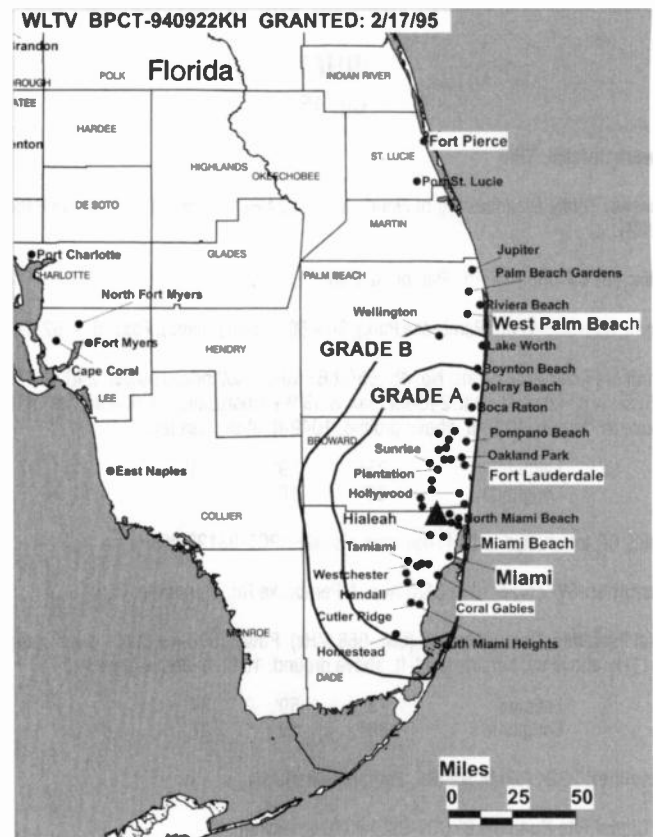 WLTV BPCT-940922KH GRANTED: 2/17/95
Brandon
POLK
Florida
INDIAN RIVER
OROUGH
ATEE
HARDEE
enton
Fort Pierce
HIGHLANDS
OKEECHOBEE
ST. LUCIE
Port St. Lucie
DE SOTO
MARTIN
Port Charlotte
GLADES
Jupiter
CHARLOTTE
PALM BEACH
Palm Beach Gardens
North Fort Myers
Riviera Beach
Wellington
West Palm Beach
Fort Myers
HENDRY
GRADE B
Lake Worth
Cape Coral
Boynton Beach
LEE
GRADE A
Delray Beach
Boca Raton
BROWARD
Pompano Beach
Sunrise
Oakland Park
East Naples
Plantation
Fort Lauderdale
Hollywood
COLLIER
Hialeah
North Miami Beach
Tamiami
Miami Beach
Westchester
Miami
Kendall
Cutler Ridge
Coral Gables
MONROE
Homestead
South Miami Heights
DADE
Miles
0 25 50